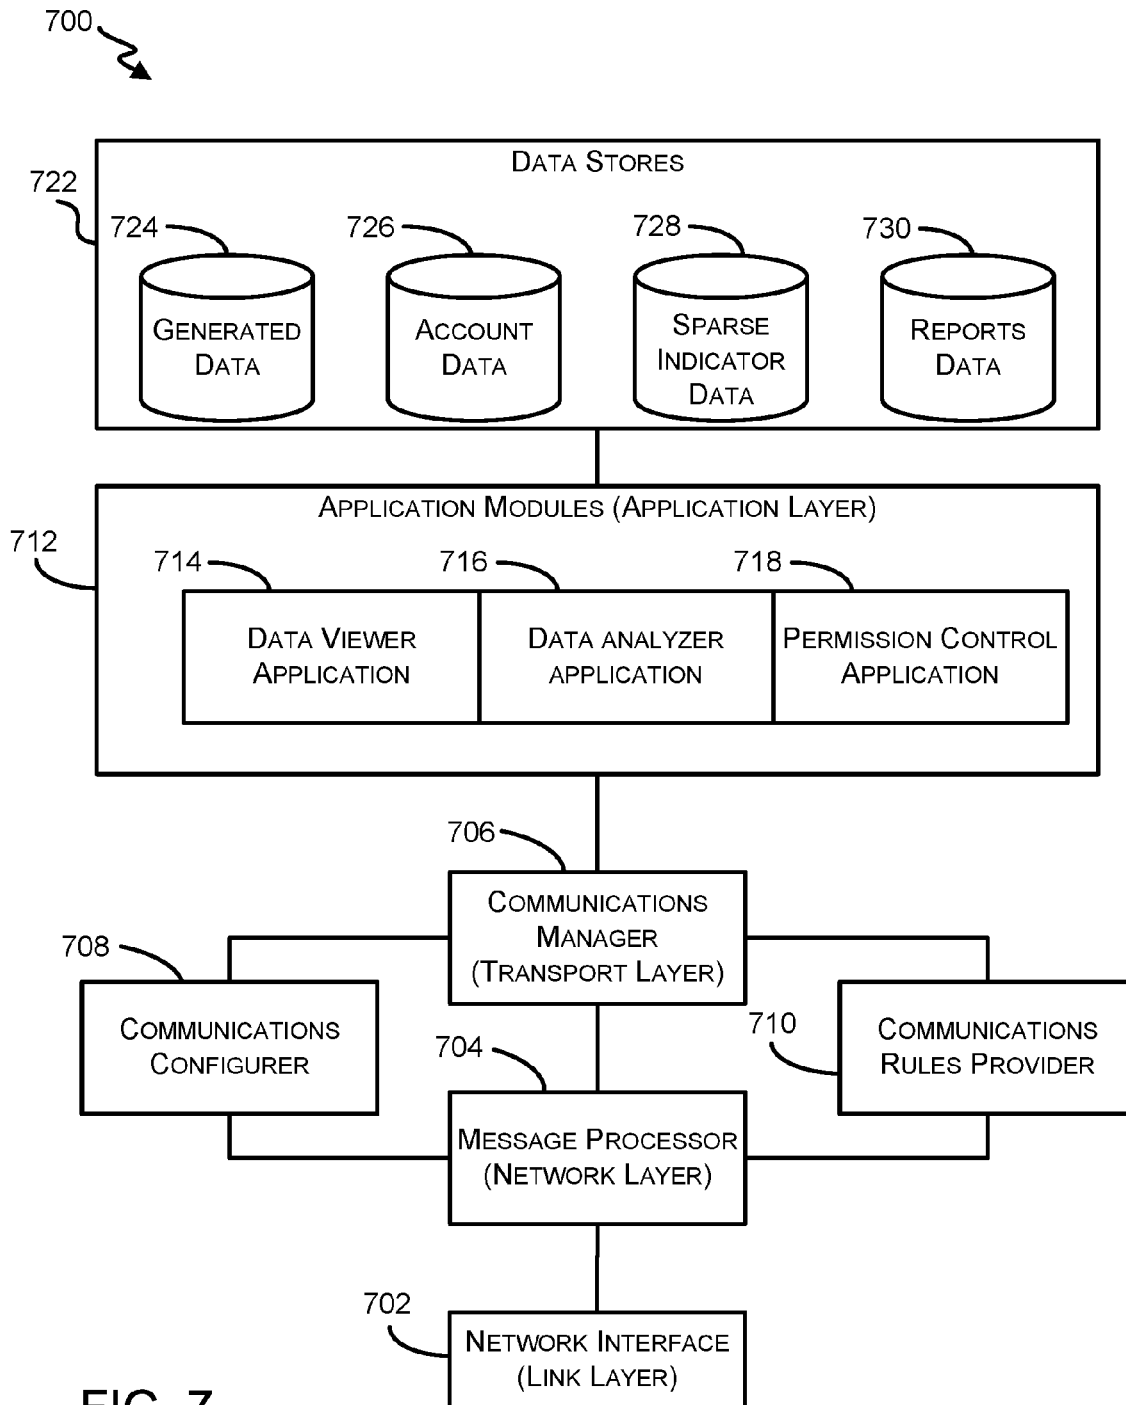 700
DATA STORES
722
724
726
728
730
GENERATED
DATA
ACCOUNT
DATA
SPARSE
INDICATOR
DATA
REPORTS
DATA
APPLICATION MODULES (APPLICATION LAYER)
712
714
716
718
DATA VIEWER
APPLICATION
DATA ANALYZER
APPLICATION
PERMISSION CONTROL
APPLICATION
706
COMMUNICATIONS
MANAGER
(TRANSPORT LAYER)
708
COMMUNICATIONS
CONFIGURER
710
COMMUNICATIONS
RULES PROVIDER
704
MESSAGE PROCESSOR
(NETWORK LAYER)
702
NETWORK INTERFACE
(LINK LAYER)
FIG. 7